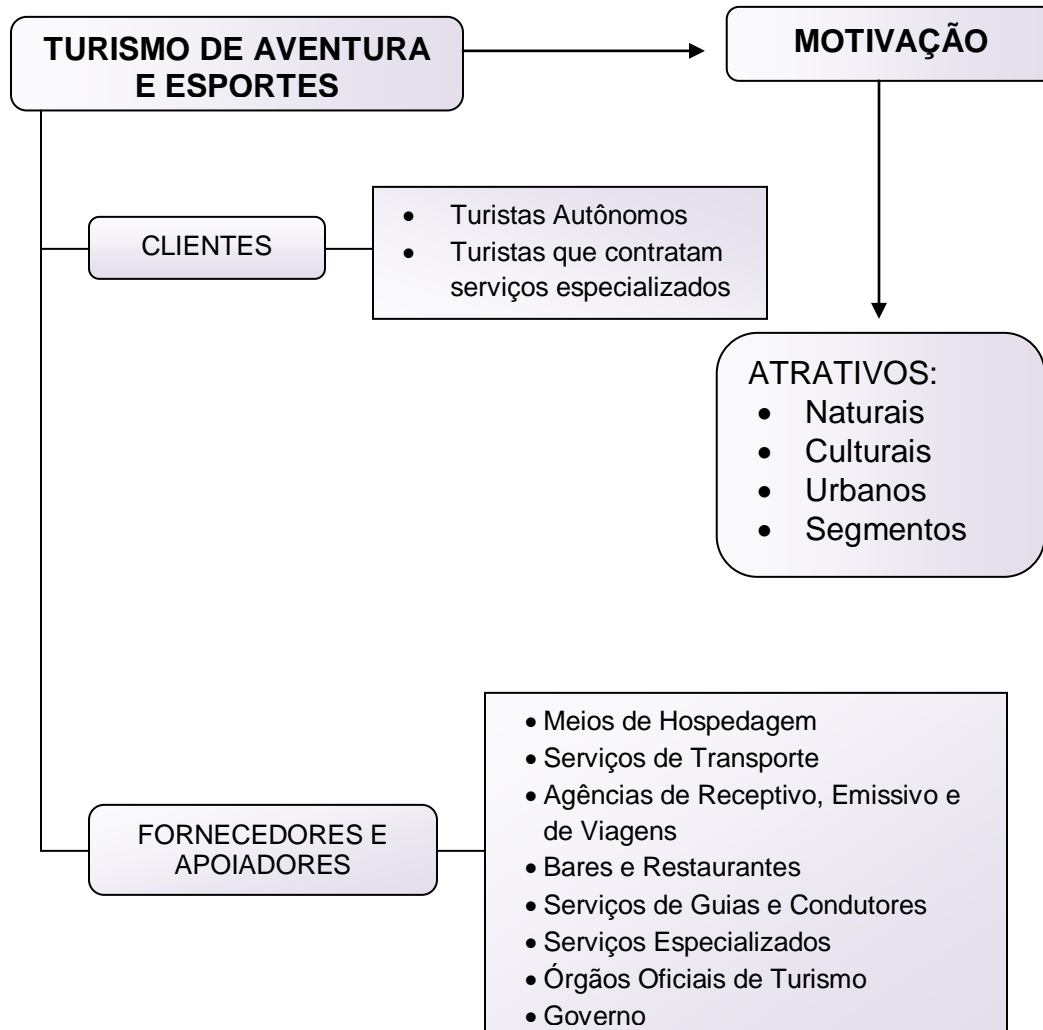 TURISMO DE AVENTURA
E ESPORTES
MOTIVAÇÃO
CLIENTES
• Turistas Autônomos
• Turistas que contratam
serviços especializados
ATRATIVOS:
• Naturais
• Culturais
• Urbanos
• Segmentos
FORNECEDORES E
APOIADORES
• Meios de Hospedagem
• Serviços de Transporte
• Agências de Receptivo, Emissivo e
de Viagens
• Bares e Restaurantes
• Serviços de Guias e Condutores
• Serviços Especializados
• Órgãos Oficiais de Turismo
• Governo